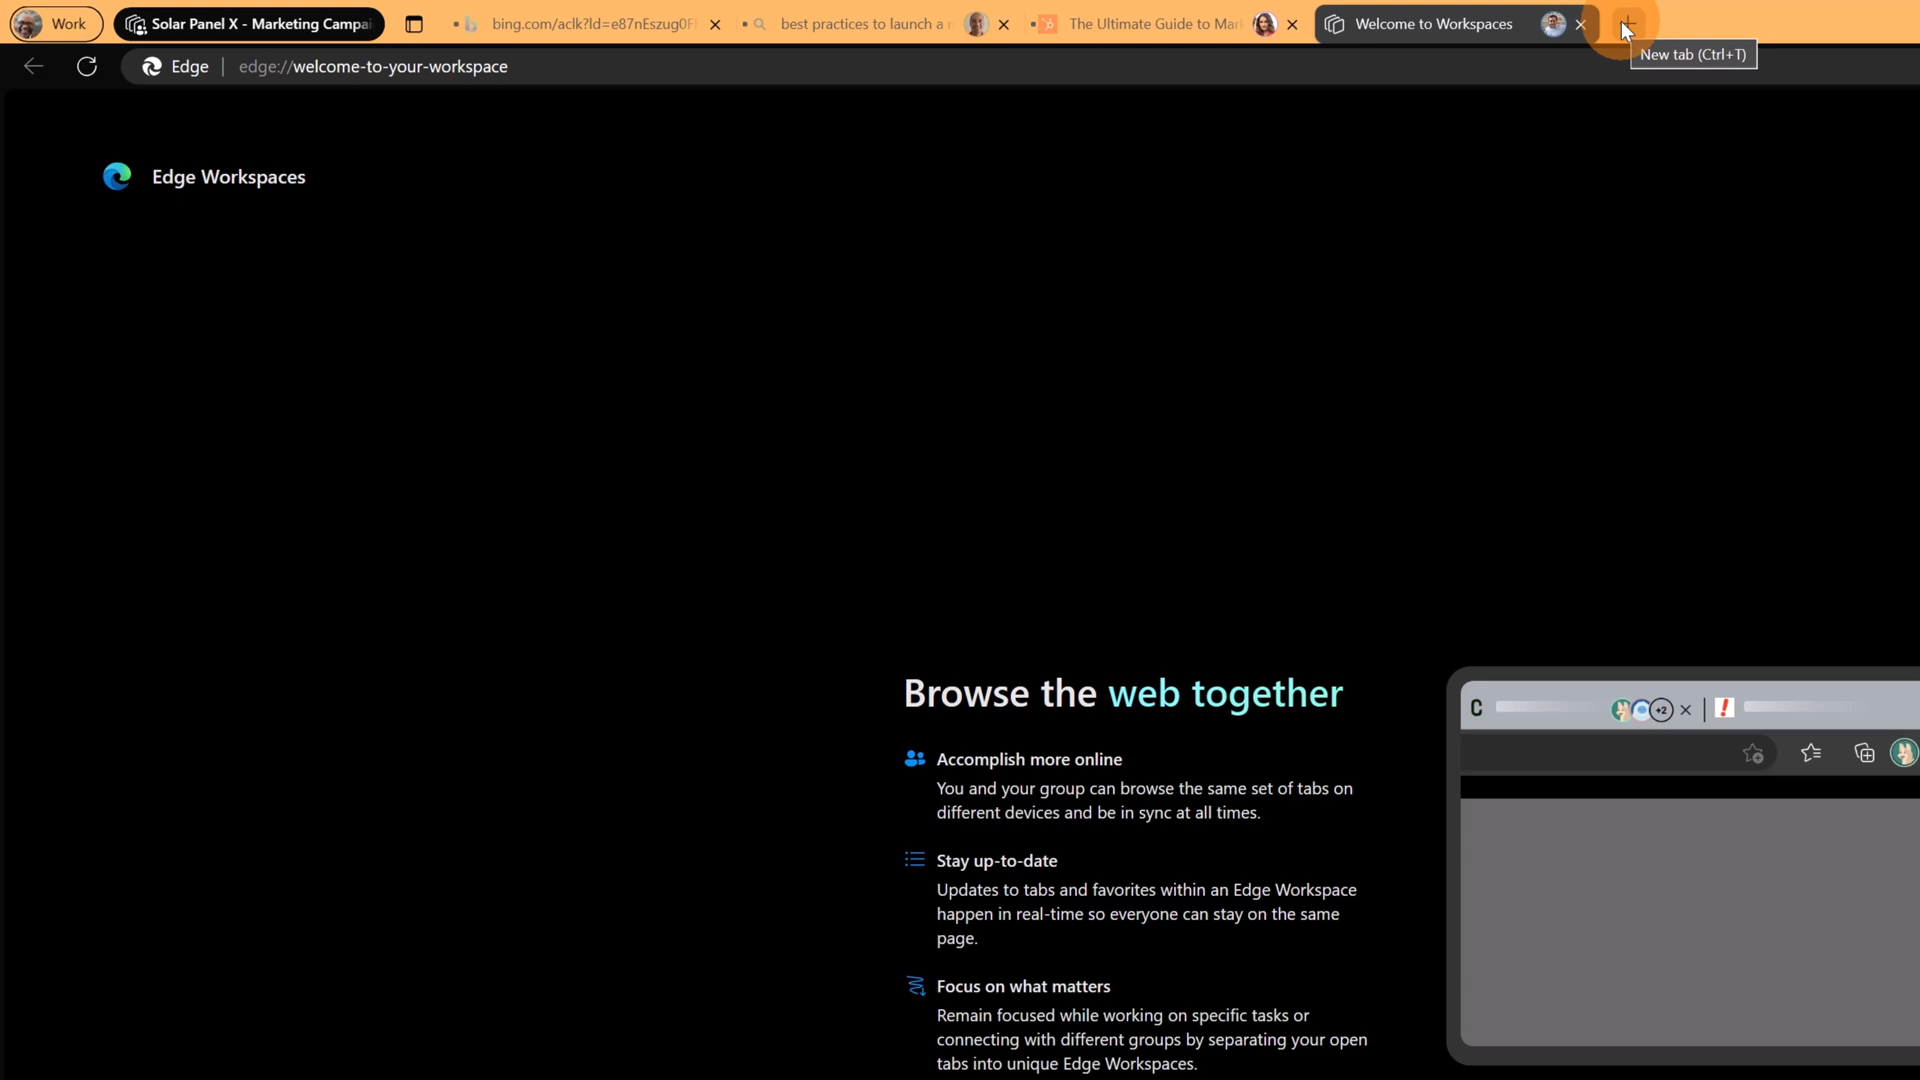 Work
Solar Panel X - Marketing Campai
bing.com/aclk?ld=e87nEszug0F
best practices to launch a
The Ultimate Guide to Mar
Welcome to Workspaces
New tab (Ctrl+T)
Edge
edge://welcome-to-your-workspace
Edge Workspaces
Browse the web together
+2
Accomplish more online
You and your group can browse the same set of tabs on
different devices and be in sync at all times.
Stay up-to-date
Updates to tabs and favorites within an Edge Workspace
happen in real-time so everyone can stay on the same
page.
Focus on what matters
Remain focused while working on specific tasks or
connecting with different groups by separating your open
tabs into unique Edge Workspaces.